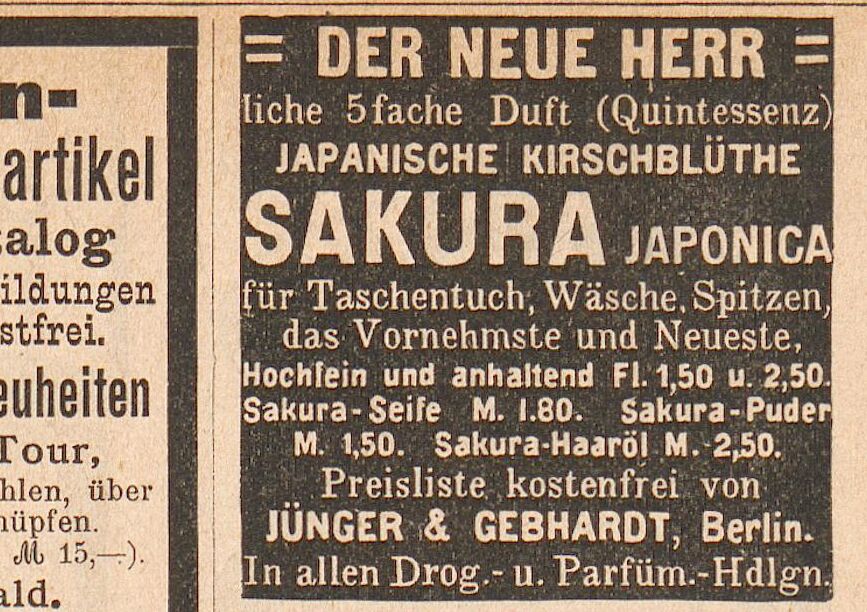 n-
artikel
alog
ildungen
stfrei.
euheiten
Tour,
hlen, über
nüpfen.
M 15,—).
ald.
= DER NEUE HERR =
liche 5fache Duft (Quintessenz)
JAPANISCHE KIRSCHBLÜTHE
SAKURA JAPONICA
für Taschentuch, Wäsche, Spitzen,
das Vornehmste und Neueste,
Hochfein und anhaltend Fl. 1,50 u. 2,50.
Sakura-Seife M. 1.80. Sakura-Puder
M. 1,50. Sakura-Haaröl M. 2,50.
Preisliste kostenfrei von
JÜNGER & GEBHARDT, Berlin.
In allen Drog.- u. Parfüm.-Hdlgn.